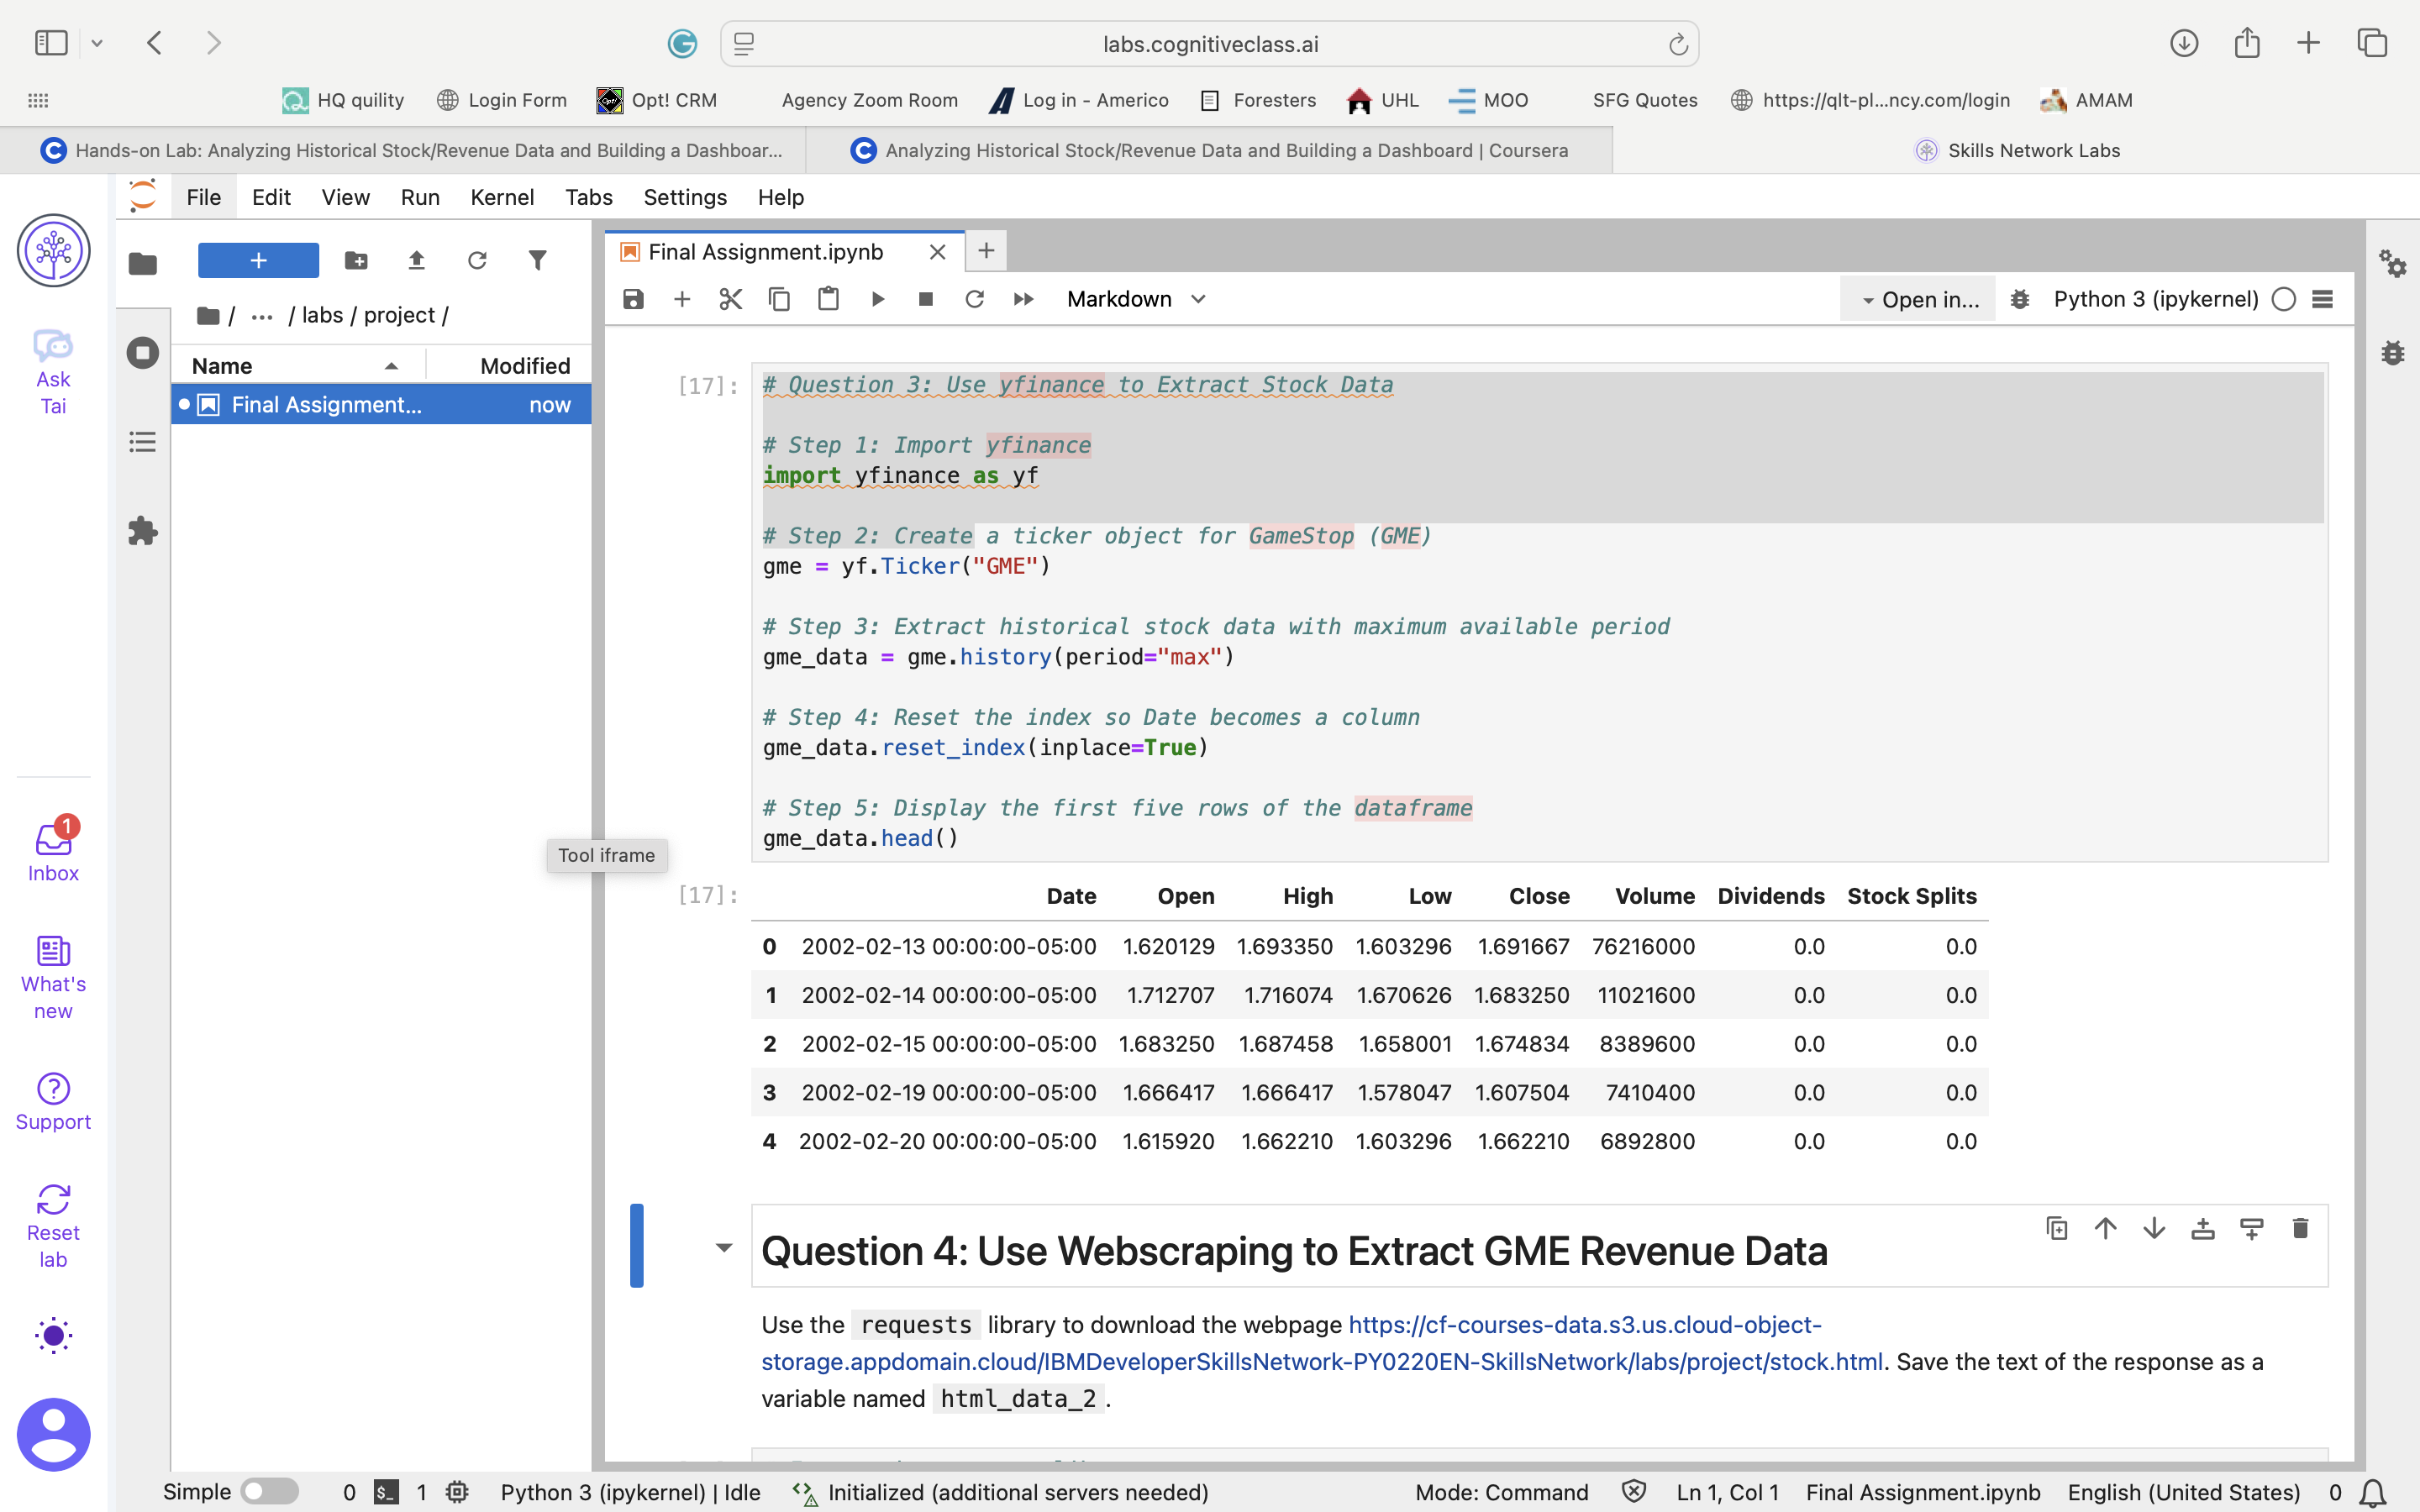 labs.cognitiveclass.ai
HQ quility
Login Form
Opt! CRM
Agency Zoom Room
Log in - Americo
Foresters
UHL
MOO
SFG Quotes
https://qlt-pl...ncy.com/login
AMAM
Hands-on Lab: Analyzing Historical Stock/Revenue Data and Building a Dashboar...
Analyzing Historical Stock/Revenue Data and Building a Dashboard | Coursera
Skills Network Labs
File Edit View Run Kernel Tabs Settings Help
Ask
Tai
Inbox
1
What's
new
Support
Reset
lab
+
/ ... / labs / project /
Name Modified
Final Assignment... now
Tool iframe
Final Assignment.ipynb
Markdown
Open in...
Python 3 (ipykernel)
[17]:
# Question 3: Use yfinance to Extract Stock Data
# Step 1: Import yfinance
import yfinance as yf
# Step 2: Create a ticker object for GameStop (GME)
gme = yf.Ticker("GME")
# Step 3: Extract historical stock data with maximum available period
gme_data = gme.history(period="max")
# Step 4: Reset the index so Date becomes a column
gme_data.reset_index(inplace=True)
# Step 5: Display the first five rows of the dataframe
gme_data.head()
[17]:
Date Open High Low Close Volume Dividends Stock Splits
0 2002-02-13 00:00:00-05:00 1.620129 1.693350 1.603296 1.691667 76216000 0.0 0.0
1 2002-02-14 00:00:00-05:00 1.712707 1.716074 1.670626 1.683250 11021600 0.0 0.0
2 2002-02-15 00:00:00-05:00 1.683250 1.687458 1.658001 1.674834 8389600 0.0 0.0
3 2002-02-19 00:00:00-05:00 1.666417 1.666417 1.578047 1.607504 7410400 0.0 0.0
4 2002-02-20 00:00:00-05:00 1.615920 1.662210 1.603296 1.662210 6892800 0.0 0.0
Question 4: Use Webscraping to Extract GME Revenue Data
Use the requests library to download the webpage https://cf-courses-data.s3.us.cloud-object-
storage.appdomain.cloud/IBMDeveloperSkillsNetwork-PY0220EN-SkillsNetwork/labs/project/stock.html. Save the text of the response as a
variable named html_data_2.
Simple 0 $_ 1 Python 3 (ipykernel) | Idle Initialized (additional servers needed) Mode: Command Ln 1, Col 1 Final Assignment.ipynb English (United States) 0